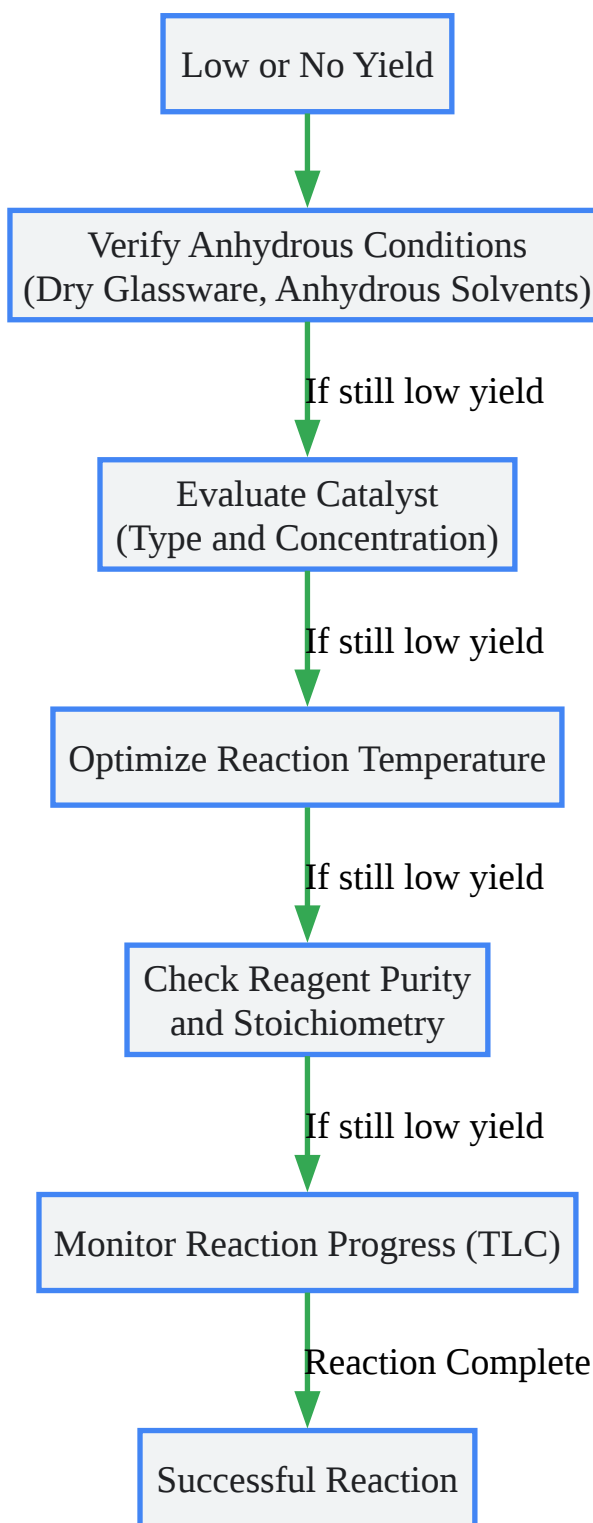 Low or No Yield
Verify Anhydrous Conditions
(Dry Glassware, Anhydrous Solvents)
If still low yield
Evaluate Catalyst
(Type and Concentration)
If still low yield
Optimize Reaction Temperature
If still low yield
Check Reagent Purity
and Stoichiometry
If still low yield
Monitor Reaction Progress (TLC)
Reaction Complete
Successful Reaction